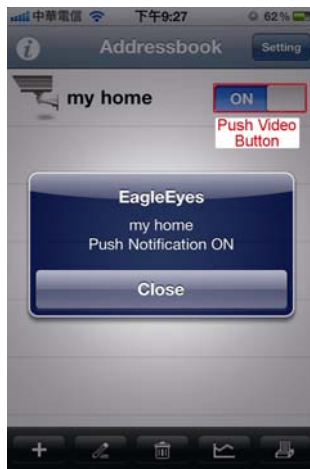 中華電信 下午9:27 62%
Addressbook Setting
my home ON
Push Video
Button
EagleEyes
my home
Push Notification ON
Close